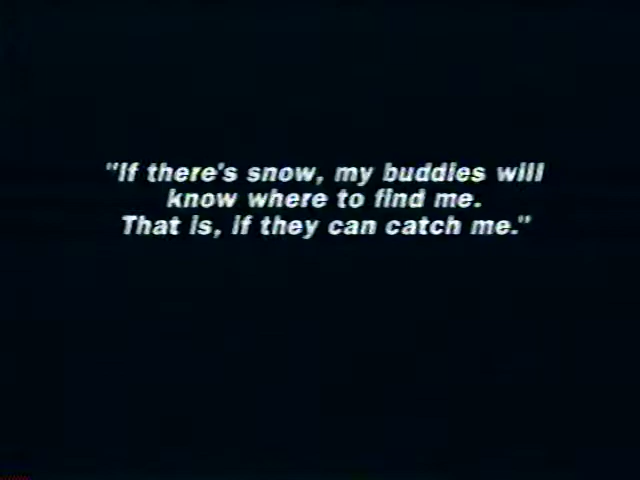 "If there's snow, my buddies will
know where to find me.
That is, if they can catch me."